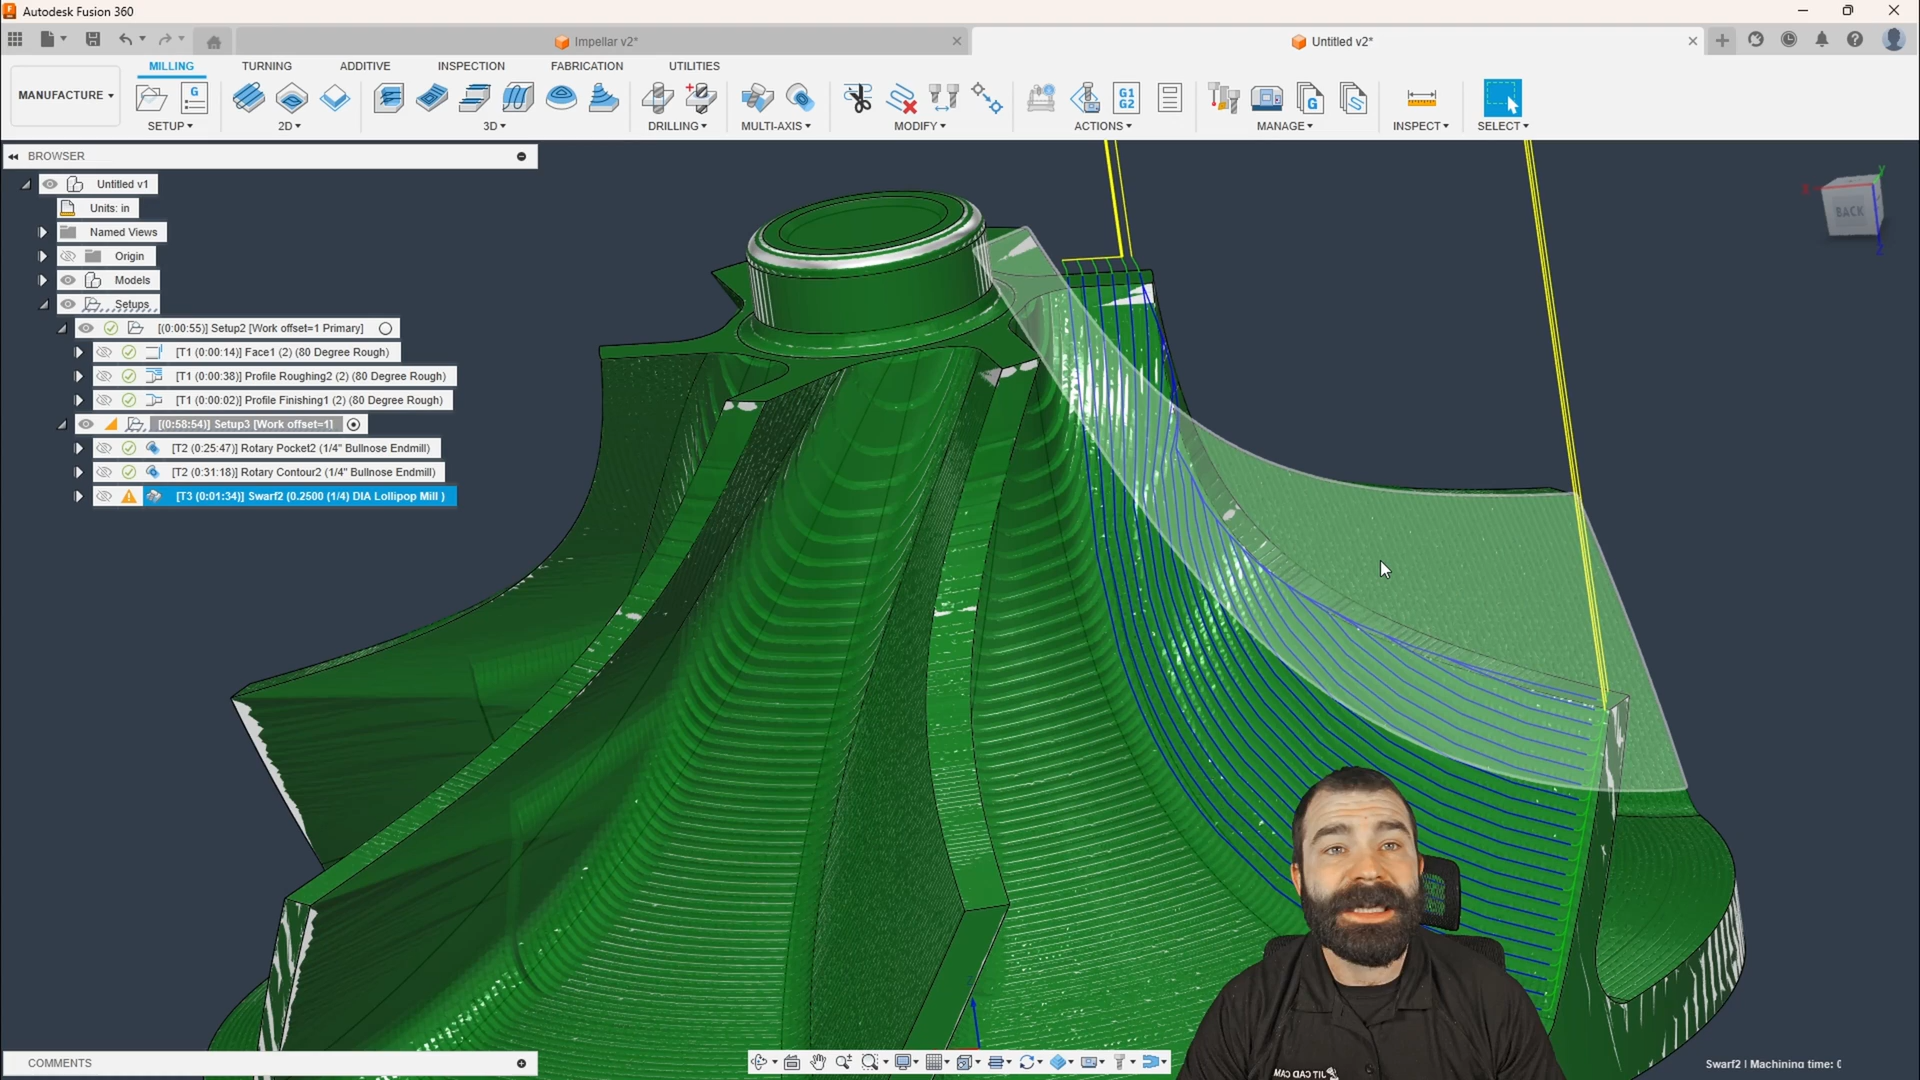 Autodesk Fusion 360
Impellar v2*
Untitled v2*
MILLING TURNING ADDITIVE INSPECTION FABRICATION UTILITIES
MANUFACTURE
G
G1
G2
G
SETUP 2D 3D DRILLING MULTI-AXIS MODIFY ACTIONS MANAGE INSPECT SELECT
BROWSER
Untitled v1
Units: in
Named Views
Origin
Models
Setups
[(0:00:55)] Setup2 [Work offset=1 Primary]
[T1 (0:00:14)] Face1 (2) (80 Degree Rough)
[T1 (0:00:38)] Profile Roughing2 (2) (80 Degree Rough)
[T1 (0:00:02)] Profile Finishing1 (2) (80 Degree Rough)
[(0:58:54)] Setup3 [Work offset=1]
[T2 (0:25:47)] Rotary Pocket2 (1/4" Bullnose Endmill)
[T2 (0:31:18)] Rotary Contour2 (1/4" Bullnose Endmill)
[T3 (0:01:34)] Swarf2 (0.2500 (1/4) DIA Lollipop Mill )
Y
X
BACK
Z
COMMENTS
Swarf2 | Machining time: 0